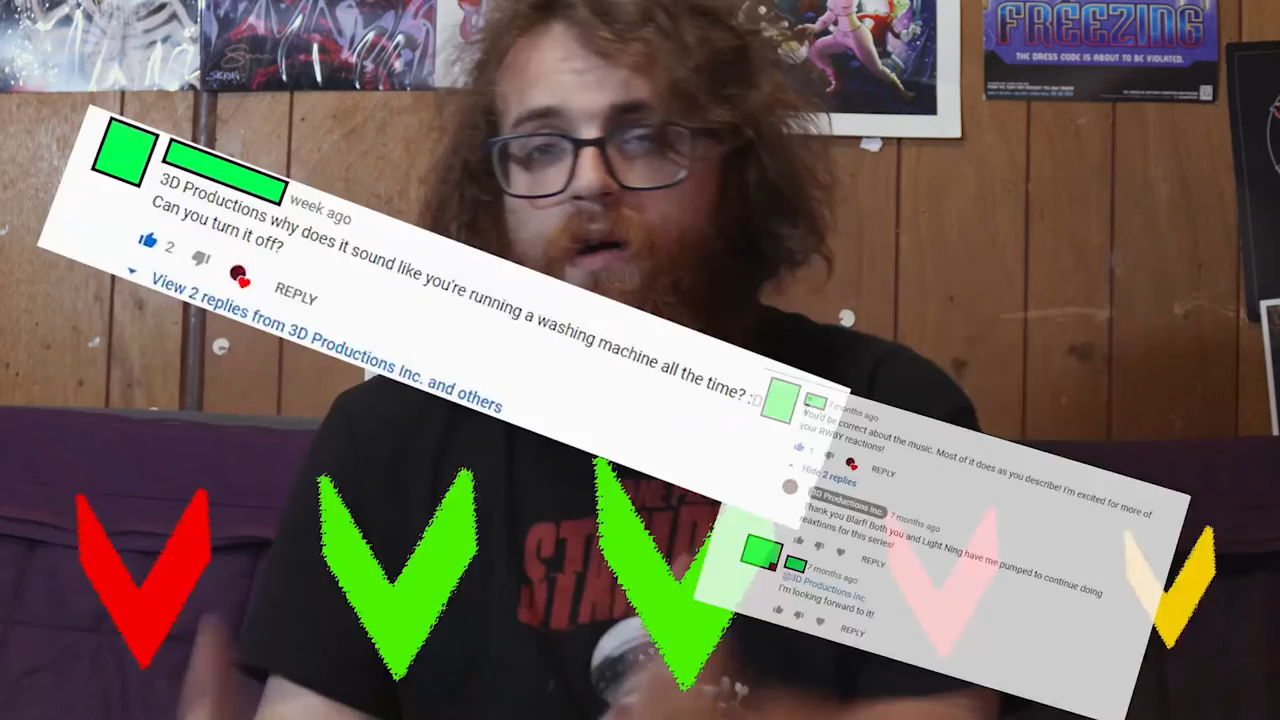 FREEZING
THE DRESS CODE IS ABOUT TO BE VIOLATED.
week ago
3D Productions why does it sound like you're running a washing machine all the time? :D
Can you turn it off?
2
REPLY
View 2 replies from 3D Productions Inc. and others
7 months ago
You'd be correct about the music. Most of it does as you describe! I'm excited for more of
your RWBY reactions!
1
REPLY
Hide 2 replies
3D Productions Inc. 7 months ago
Thank you Blarf! Both you and Light Ning have me pumped to continue doing
reaxtions for this series!
REPLY
7 months ago
@3D Productions Inc.
I'm looking forward to it!
REPLY